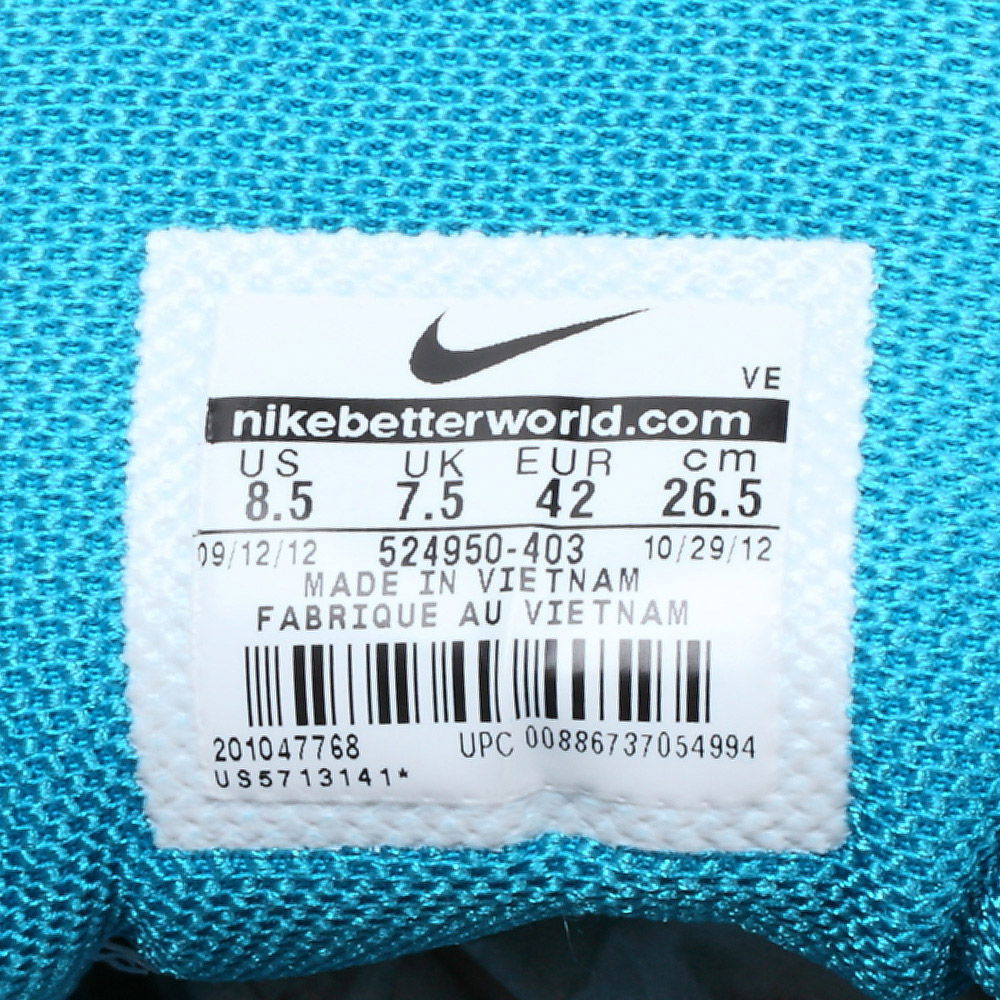 VE
nikebetterworld.com
US UK EUR cm
8.5 7.5 42 26.5
09/12/12 524950-403 10/29/12
MADE IN VIETNAM
FABRIQUE AU VIETNAM
201047768 UPC 00886737054994
US5713141*